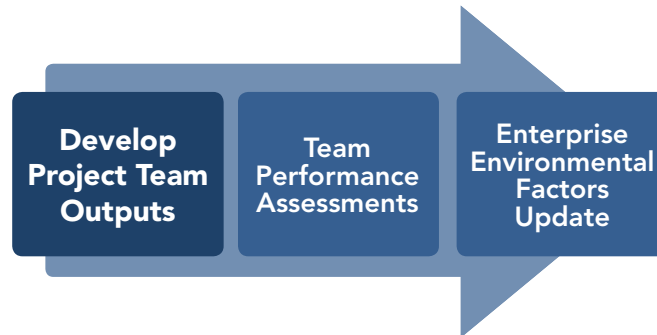 Develop
Project Team
Outputs
Team
Performance
Assessments
Enterprise
Environmental
Factors
Update